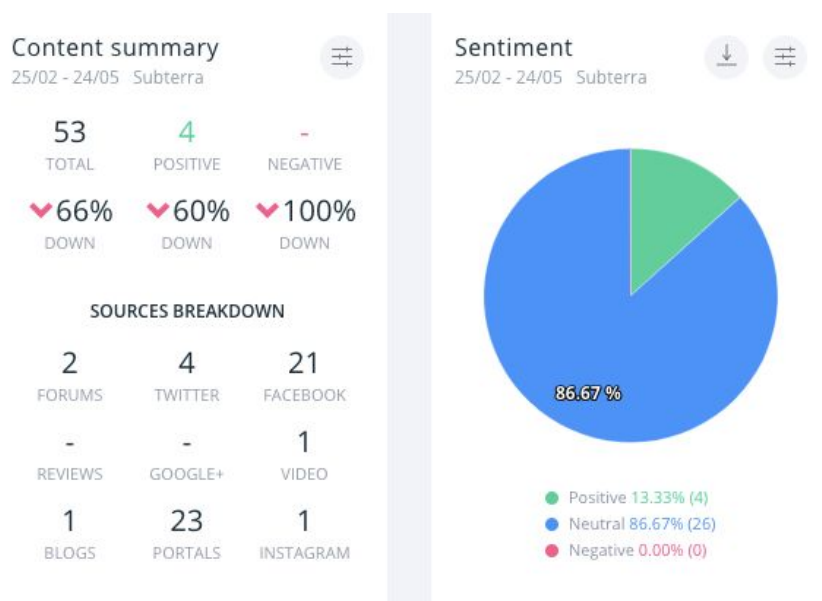 Content summary
25/02 - 24/05 Subterra
53 4 -
TOTAL POSITIVE NEGATIVE
66% 60% 100%
DOWN DOWN DOWN
SOURCES BREAKDOWN
2 4 21
FORUMS TWITTER FACEBOOK
- - 1
REVIEWS GOOGLE+ VIDEO
1 23 1
BLOGS PORTALS INSTAGRAM
Sentiment
25/02 - 24/05 Subterra
86.67 %
Positive 13.33% (4)
Neutral 86.67% (26)
Negative 0.00% (0)